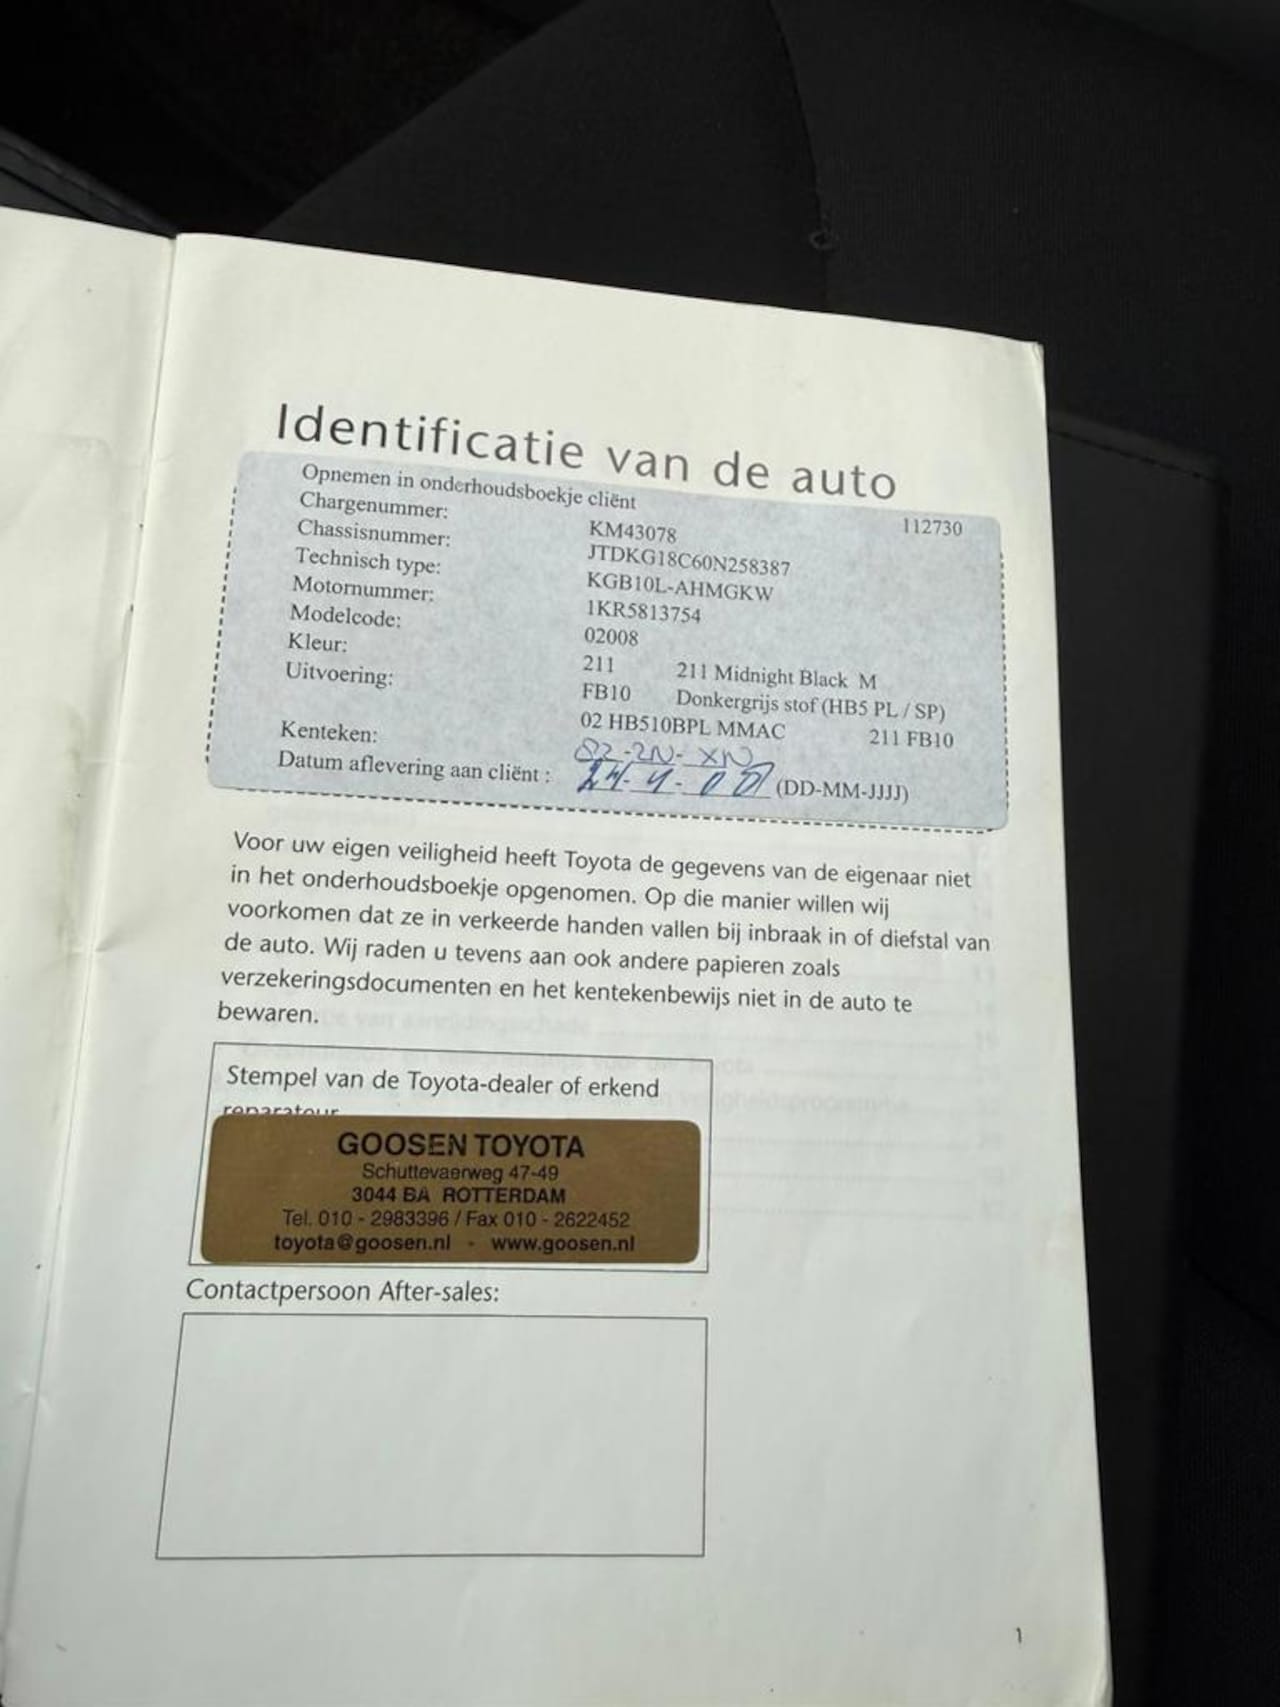 Identificatie van de auto
Opnemen in onderhoudsboekje cliënt 112730
Chargenummer: KM43078
Chassisnummer: JTDKG18C60N258387
Technisch type: KGB10L-AHMGKW
Motornummer: 1KR5813754
Modelcode: 02008
Kleur: 211 211 Midnight Black M
Uitvoering: FB10 Donkergrijs stof (HB5 PL / SP)
02 HB510BPL MMAC 211 FB10
Kenteken: -ZN-XN
Datum aflevering aan cliënt : (DD-MM-JJJJ)
Voor uw eigen veiligheid heeft Toyota de gegevens van de eigenaar niet
in het onderhoudsboekje opgenomen. Op die manier willen wij
voorkomen dat ze in verkeerde handen vallen bij inbraak in of diefstal van
de auto. Wij raden u tevens aan ook andere papieren zoals
verzekeringsdocumenten en het kentekenbewijs niet in de auto te
bewaren.
Stempel van de Toyota-dealer of erkend
reparateur
GOOSEN TOYOTA
Schuttevaerweg 47-49
3044 BA ROTTERDAM
Tel. 010 - 2983396 / Fax 010 - 2622452
toyota@goosen.nl - www.goosen.nl
Contactpersoon After-sales:
1